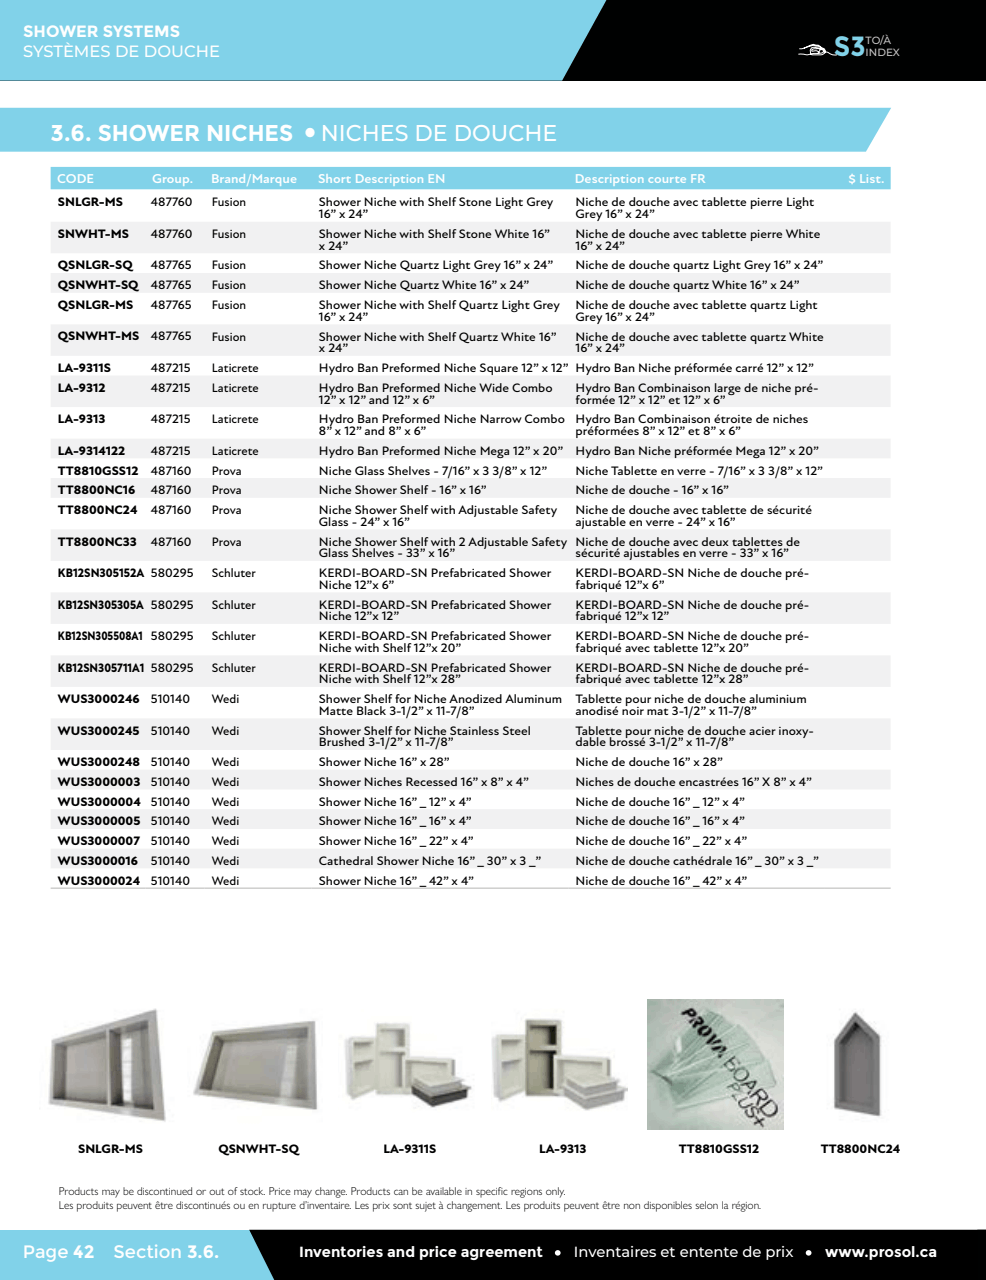 SHOWER SYSTEMS
SYSTÈMES DE DOUCHE
S3 TO/À INDEX
3.6. SHOWER NICHES • NICHES DE DOUCHE
CODE Group. Brand/Marque Short Description EN Description courte FR $ List.
SNLGR-MS 487760 Fusion Shower Niche with Shelf Stone Light Grey Niche de douche avec tablette pierre Light
16” x 24” Grey 16” x 24”
SNWHT-MS 487760 Fusion Shower Niche with Shelf Stone White 16” Niche de douche avec tablette pierre White
x 24” 16” x 24”
QSNLGR-SQ 487765 Fusion Shower Niche Quartz Light Grey 16” x 24” Niche de douche quartz Light Grey 16” x 24”
QSNWHT-SQ 487765 Fusion Shower Niche Quartz White 16” x 24” Niche de douche quartz White 16” x 24”
QSNLGR-MS 487765 Fusion Shower Niche with Shelf Quartz Light Grey Niche de douche avec tablette quartz Light
16” x 24” Grey 16” x 24”
QSNWHT-MS 487765 Fusion Shower Niche with Shelf Quartz White 16” Niche de douche avec tablette quartz White
x 24” 16” x 24”
LA-9311S 487215 Laticrete Hydro Ban Preformed Niche Square 12” x 12” Hydro Ban Niche préformée carré 12” x 12”
LA-9312 487215 Laticrete Hydro Ban Preformed Niche Wide Combo Hydro Ban Combinaison large de niche pré-
12” x 12” and 12” x 6” formée 12” x 12” et 12” x 6”
LA-9313 487215 Laticrete Hydro Ban Preformed Niche Narrow Combo Hydro Ban Combinaison étroite de niches
8” x 12” and 8” x 6” préformées 8” x 12” et 8” x 6”
LA-9314122 487215 Laticrete Hydro Ban Preformed Niche Mega 12” x 20” Hydro Ban Niche préformée Mega 12” x 20”
TT8810GSS12 487160 Prova Niche Glass Shelves - 7/16” x 3 3/8” x 12” Niche Tablette en verre - 7/16” x 3 3/8” x 12”
TT8800NC16 487160 Prova Niche Shower Shelf - 16” x 16” Niche de douche - 16” x 16”
TT8800NC24 487160 Prova Niche Shower Shelf with Adjustable Safety Niche de douche avec tablette de sécurité
Glass - 24” x 16” ajustable en verre - 24” x 16”
TT8800NC33 487160 Prova Niche Shower Shelf with 2 Adjustable Safety Niche de douche avec deux tablettes de
Glass Shelves - 33” x 16” sécurité ajustables en verre - 33” x 16”
KB12SN305152A 580295 Schluter KERDI-BOARD-SN Prefabricated Shower KERDI-BOARD-SN Niche de douche pré-
Niche 12”x 6” fabriqué 12”x 6”
KB12SN305305A 580295 Schluter KERDI-BOARD-SN Prefabricated Shower KERDI-BOARD-SN Niche de douche pré-
Niche 12”x 12” fabriqué 12”x 12”
KB12SN305508A1 580295 Schluter KERDI-BOARD-SN Prefabricated Shower KERDI-BOARD-SN Niche de douche pré-
Niche with Shelf 12”x 20” fabriqué avec tablette 12”x 20”
KB12SN305711A1 580295 Schluter KERDI-BOARD-SN Prefabricated Shower KERDI-BOARD-SN Niche de douche pré-
Niche with Shelf 12”x 28” fabriqué avec tablette 12”x 28”
WUS3000246 510140 Wedi Shower Shelf for Niche Anodized Aluminum Tablette pour niche de douche aluminium
Matte Black 3-1/2” x 11-7/8” anodisé noir mat 3-1/2” x 11-7/8”
WUS3000245 510140 Wedi Shower Shelf for Niche Stainless Steel Tablette pour niche de douche acier inoxy-
Brushed 3-1/2” x 11-7/8” dable brossé 3-1/2” x 11-7/8”
WUS3000248 510140 Wedi Shower Niche 16” x 28” Niche de douche 16” x 28”
WUS3000003 510140 Wedi Shower Niches Recessed 16” x 8” x 4” Niches de douche encastrées 16” X 8” x 4”
WUS3000004 510140 Wedi Shower Niche 16” _ 12” x 4” Niche de douche 16” _ 12” x 4”
WUS3000005 510140 Wedi Shower Niche 16” _ 16” x 4” Niche de douche 16” _ 16” x 4”
WUS3000007 510140 Wedi Shower Niche 16” _ 22” x 4” Niche de douche 16” _ 22” x 4”
WUS3000016 510140 Wedi Cathedral Shower Niche 16” _ 30” x 3 _” Niche de douche cathédrale 16” _ 30” x 3 _”
WUS3000024 510140 Wedi Shower Niche 16” _ 42” x 4” Niche de douche 16” _ 42” x 4”
PROVA
BOARD
PLUS+
SNLGR-MS QSNWHT-SQ LA-9311S LA-9313 TT8810GSS12 TT8800NC24
Products may be discontinued or out of stock. Price may change. Products can be available in specific regions only.
Les produits peuvent être discontinués ou en rupture d’inventaire. Les prix sont sujet à changement. Les produits peuvent être non disponibles selon la région.
Page 42 Section 3.6. Inventories and price agreement • Inventaires et entente de prix • www.prosol.ca